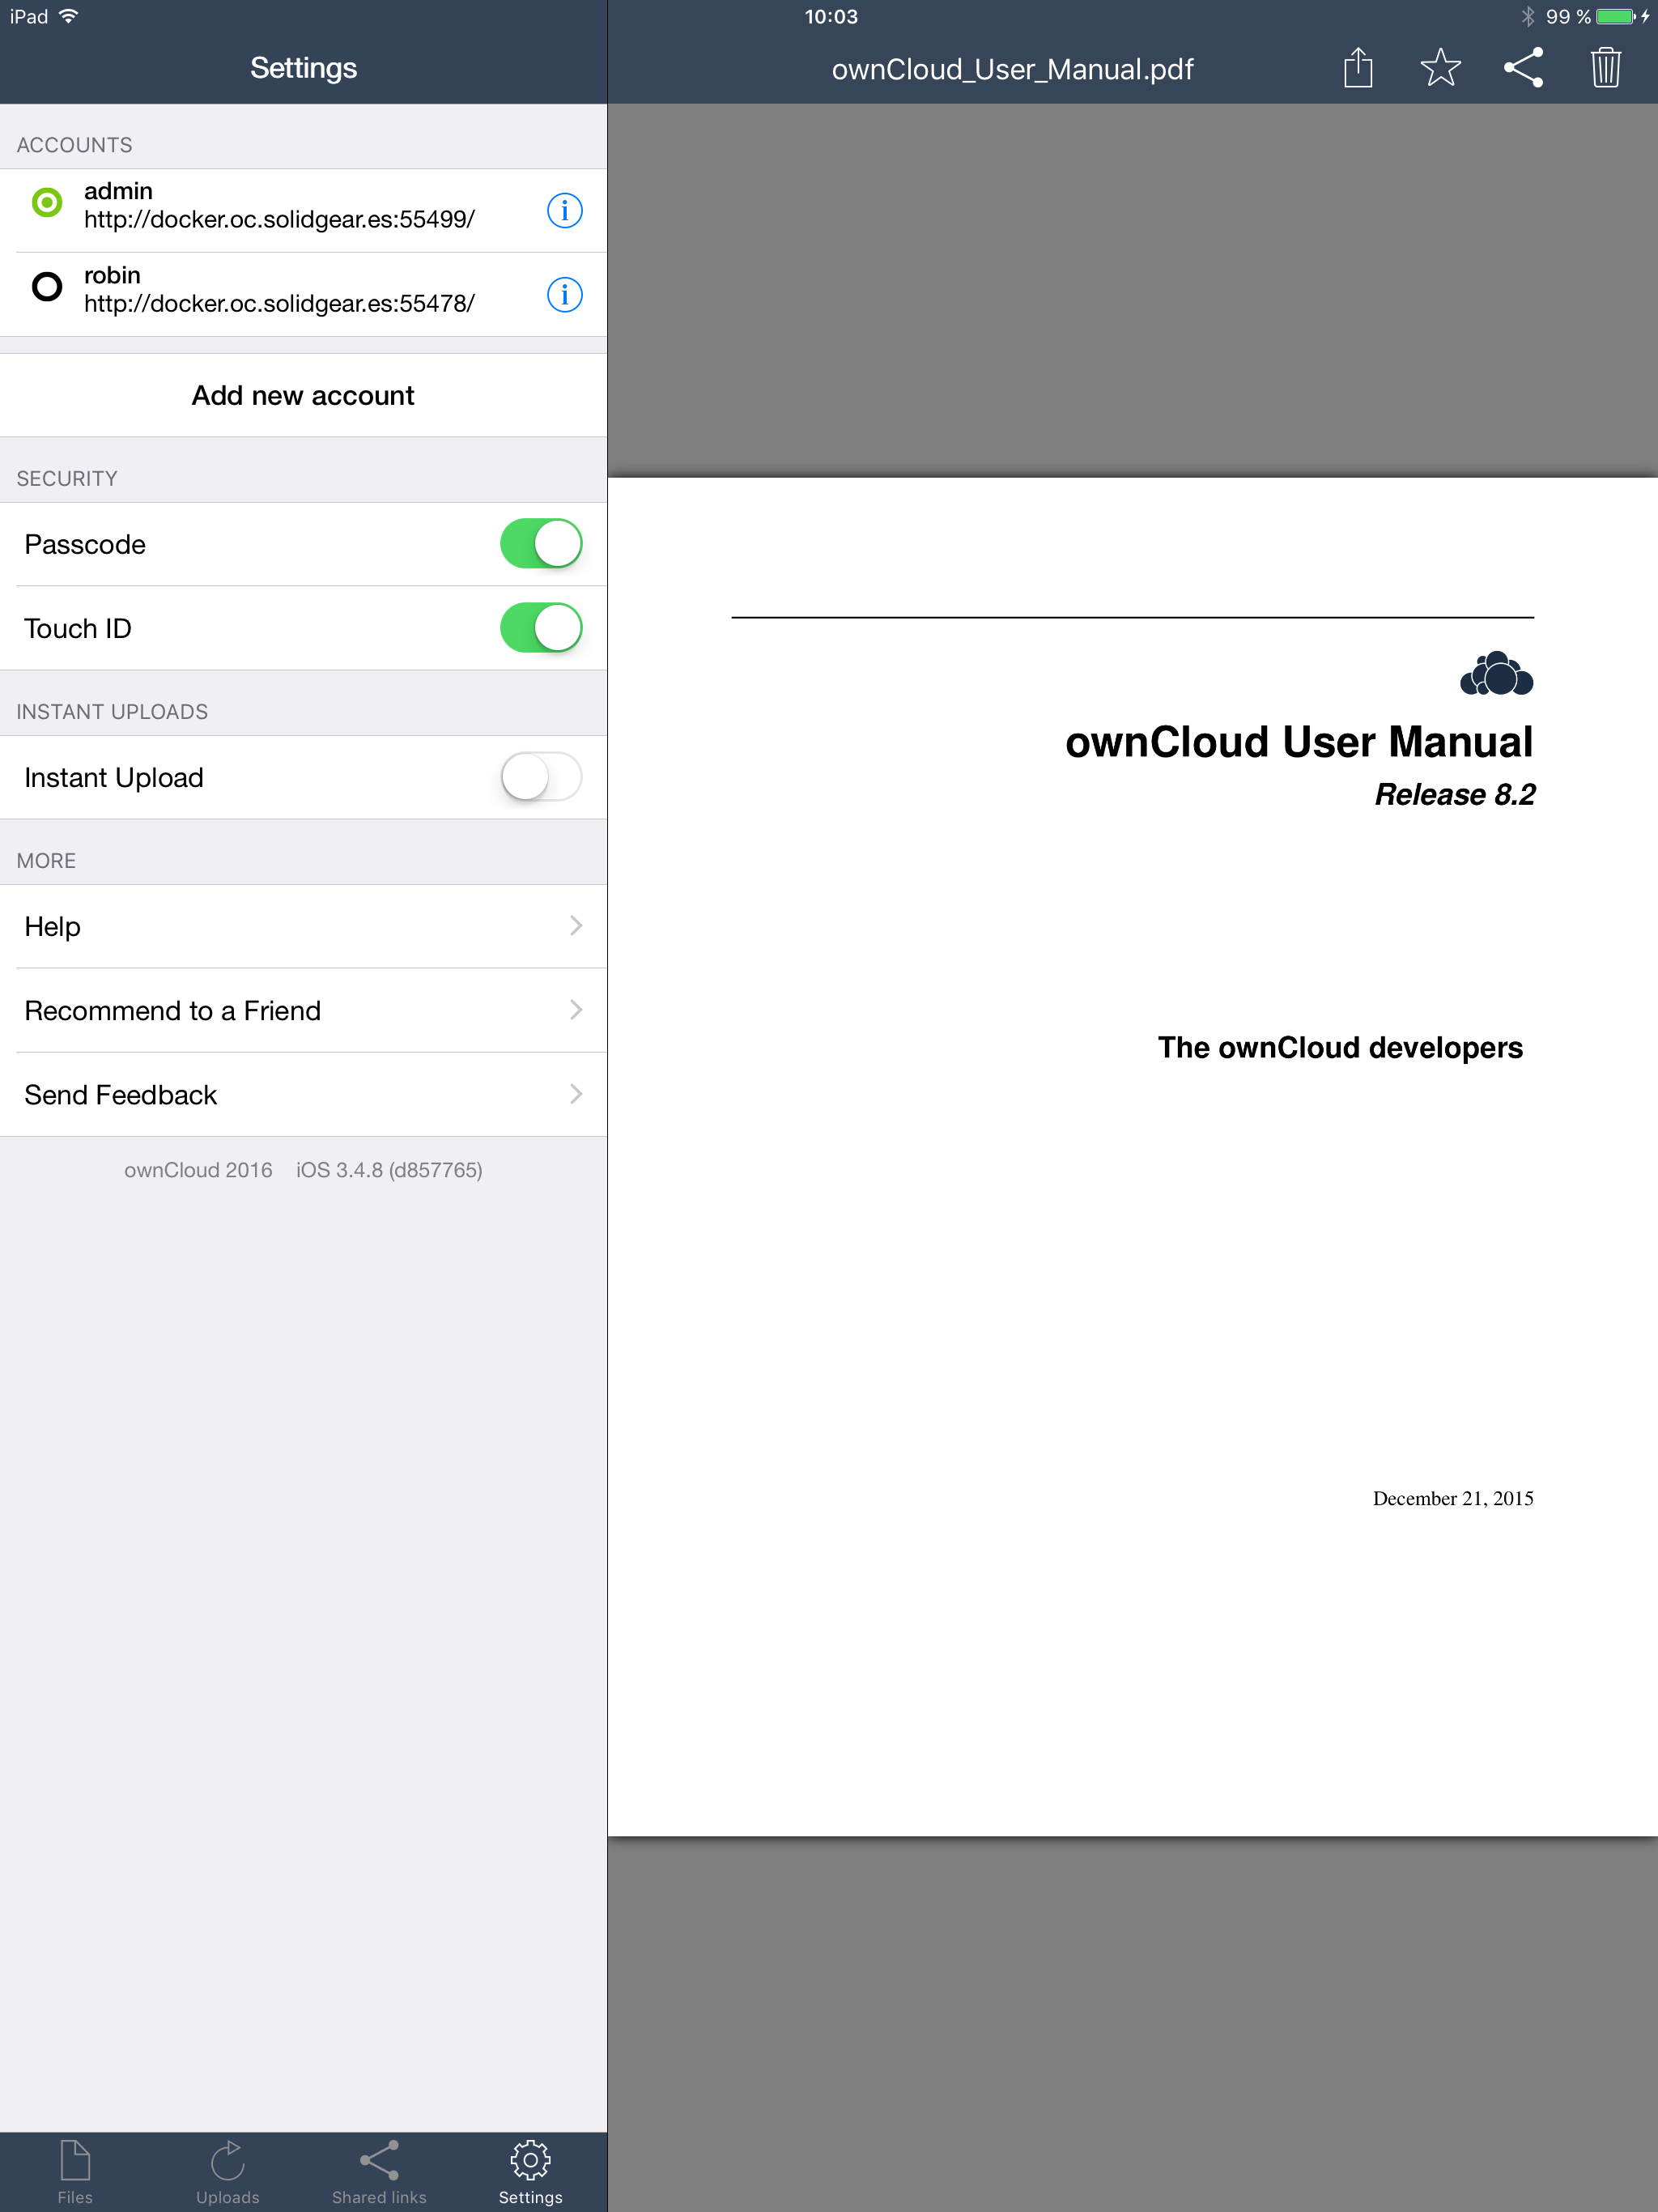 iPad
10:03
99 %
Settings
ownCloud_User_Manual.pdf
ACCOUNTS
admin
http://docker.oc.solidgear.es:55499/
robin
http://docker.oc.solidgear.es:55478/
Add new account
SECURITY
Passcode
Touch ID
INSTANT UPLOADS
Instant Upload
MORE
Help
Recommend to a Friend
Send Feedback
ownCloud 2016 iOS 3.4.8 (d857765)
Files
Uploads
Shared links
Settings
ownCloud User Manual
Release 8.2
The ownCloud developers
December 21, 2015